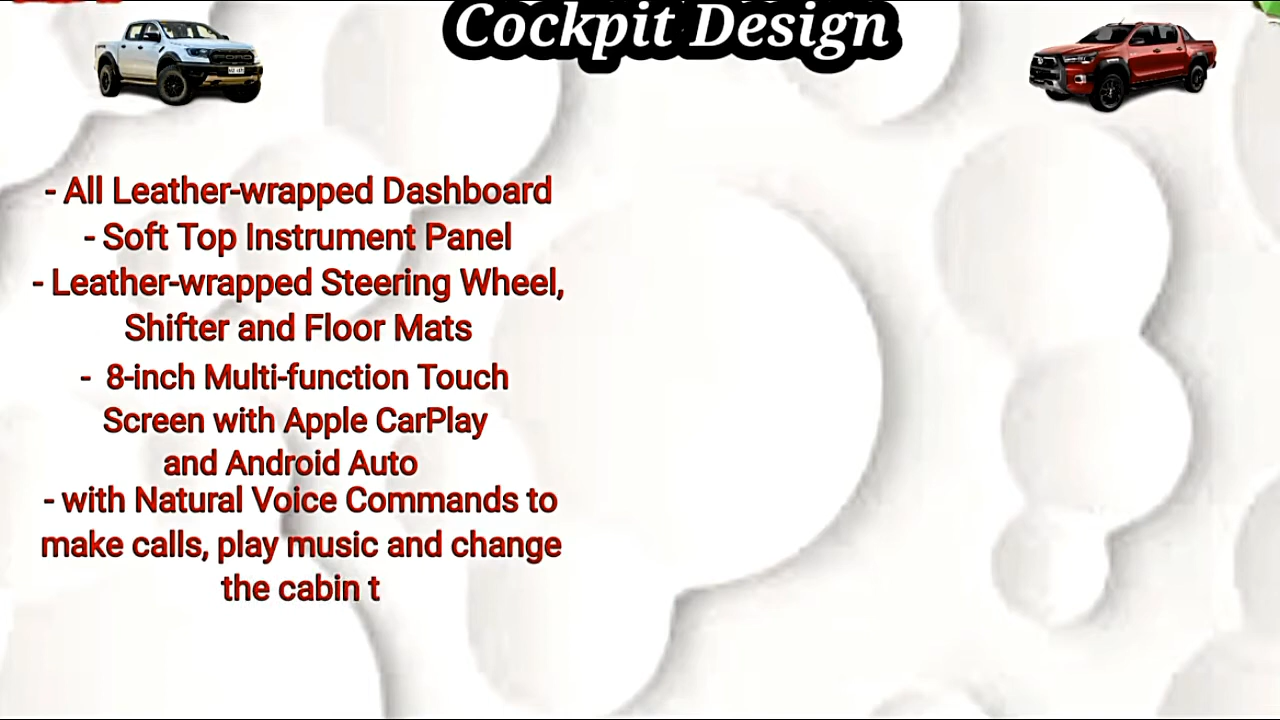 Cockpit Design
- All Leather-wrapped Dashboard
- Soft Top Instrument Panel
- Leather-wrapped Steering Wheel,
Shifter and Floor Mats
- 8-inch Multi-function Touch
Screen with Apple CarPlay
and Android Auto
- with Natural Voice Commands to
make calls, play music and change
the cabin t